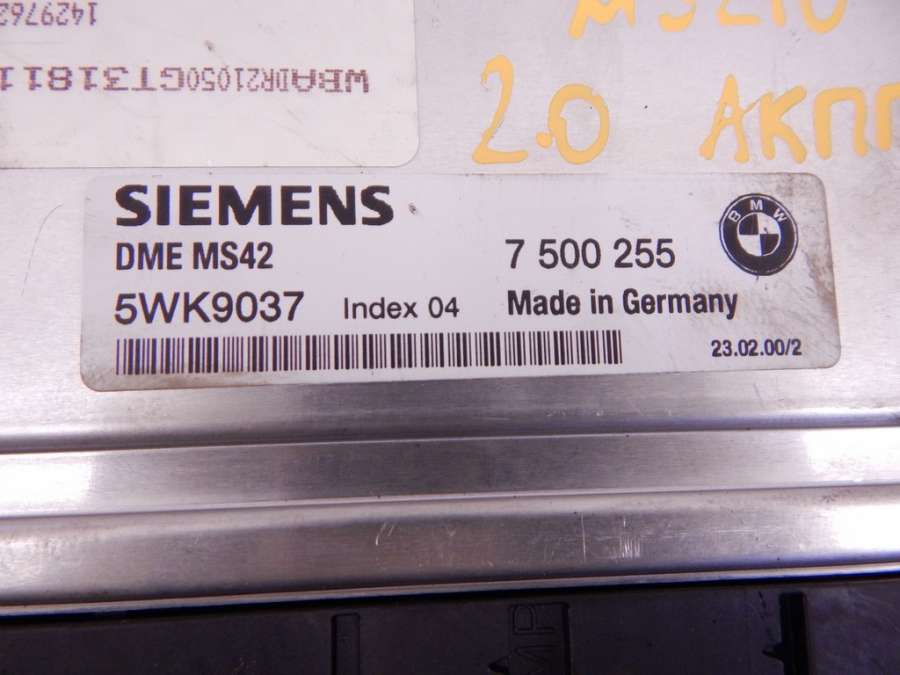 1429762
WBADR21050GT31811
2.0 АКПП
SIEMENS
DME MS42
7 500 255
BMW
5WK9037 Index 04 Made in Germany
23.02.00/2